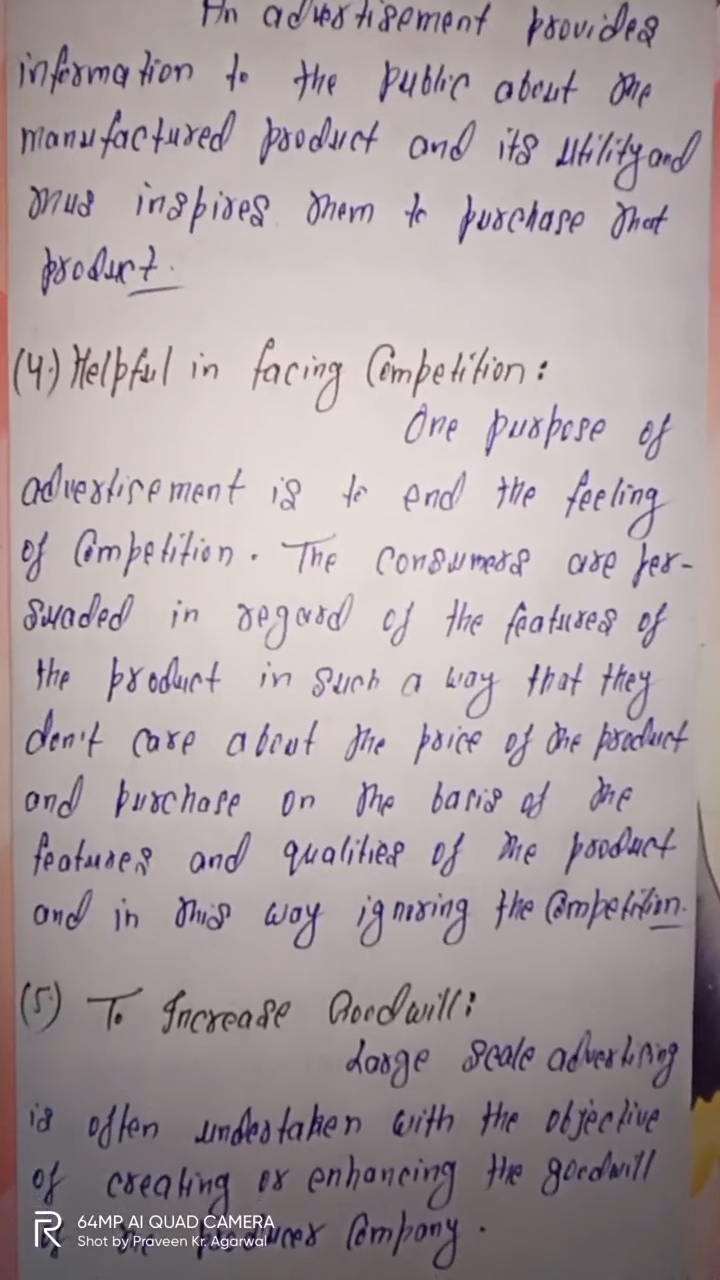 An advertisement provides
information to the public about the
manufactured product and its utility and
thus inspires them to purchase that
product.
(4.) Helpful in facing Competition:
One purpose of
advertisement is to end the feeling
of Competition. The consumers are per-
suaded in regard of the features of
the product in such a way that they
don't care about the price of the product
and purchase on the basis of the
features and qualities of the product
and in this way ignoring the Competition.
(5) To Increase Goodwill:
Large scale advertising
is often undertaken with the objective
of creating or enhancing the goodwill
of the producer Company.
64MP AI QUAD CAMERA
Shot by Praveen Kr. Agarwal